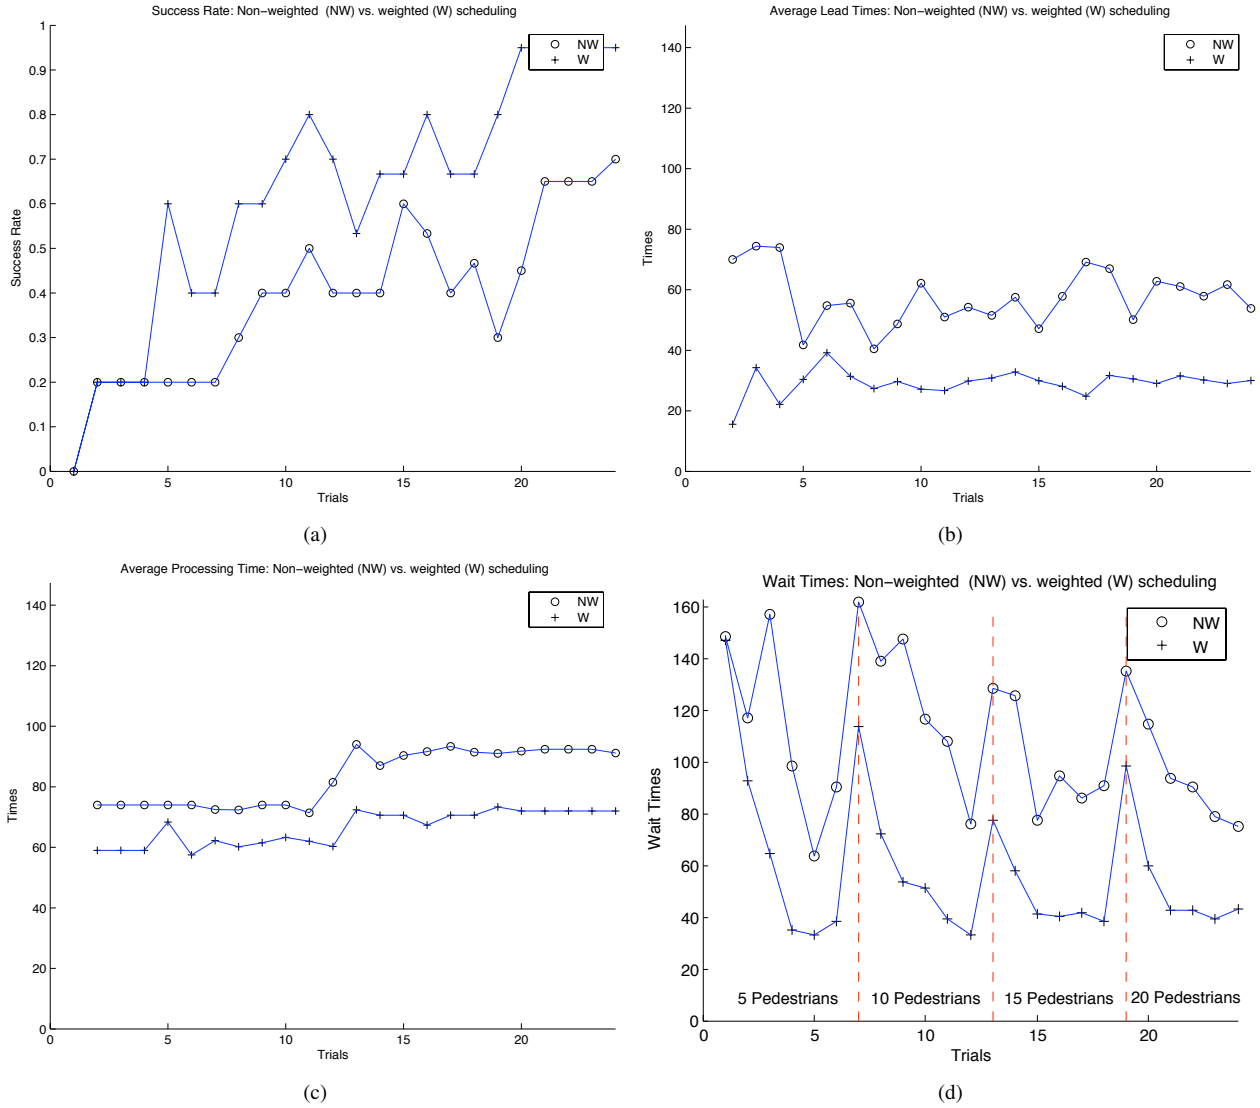 Success Rate: Non-weighted (NW) vs. weighted (W) scheduling
NW
W
1
0.9
0.8
0.7
0.6
0.5
0.4
0.3
0.2
0.1
0
Success Rate
5
10
15
20
Trials
(a)
Average Lead Times: Non-weighted (NW) vs. weighted (W) scheduling
NW
W
140
120
100
80
60
40
20
0
Times
0
5
10
15
20
Trials
(b)
Average Processing Time: Non-weighted (NW) vs. weighted (W) scheduling
NW
W
140
120
100
80
60
40
20
0
Times
0
5
10
15
20
Trials
(c)
Wait Times: Non-weighted (NW) vs. weighted (W) scheduling
NW
W
160
140
120
100
80
60
40
20
0
Wait Times
5 Pedestrians
10 Pedestrians
15 Pedestrians
20 Pedestrians
0
5
10
15
20
Trials
(d)